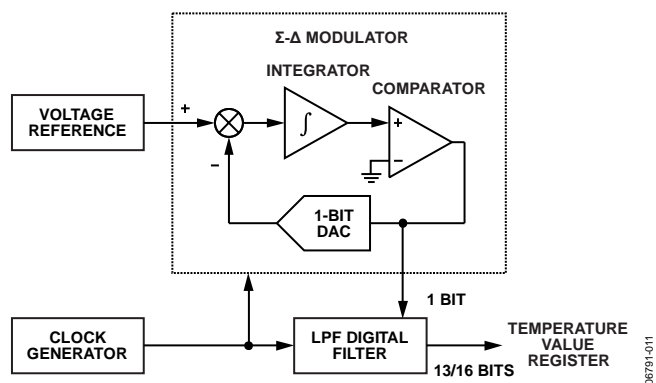 Σ-Δ MODULATOR
INTEGRATOR
COMPARATOR
VOLTAGE
REFERENCE
+
−
∫
+
−
1-BIT
DAC
1 BIT
CLOCK
GENERATOR
LPF DIGITAL
FILTER
13/16 BITS
TEMPERATURE
VALUE
REGISTER
06791-011